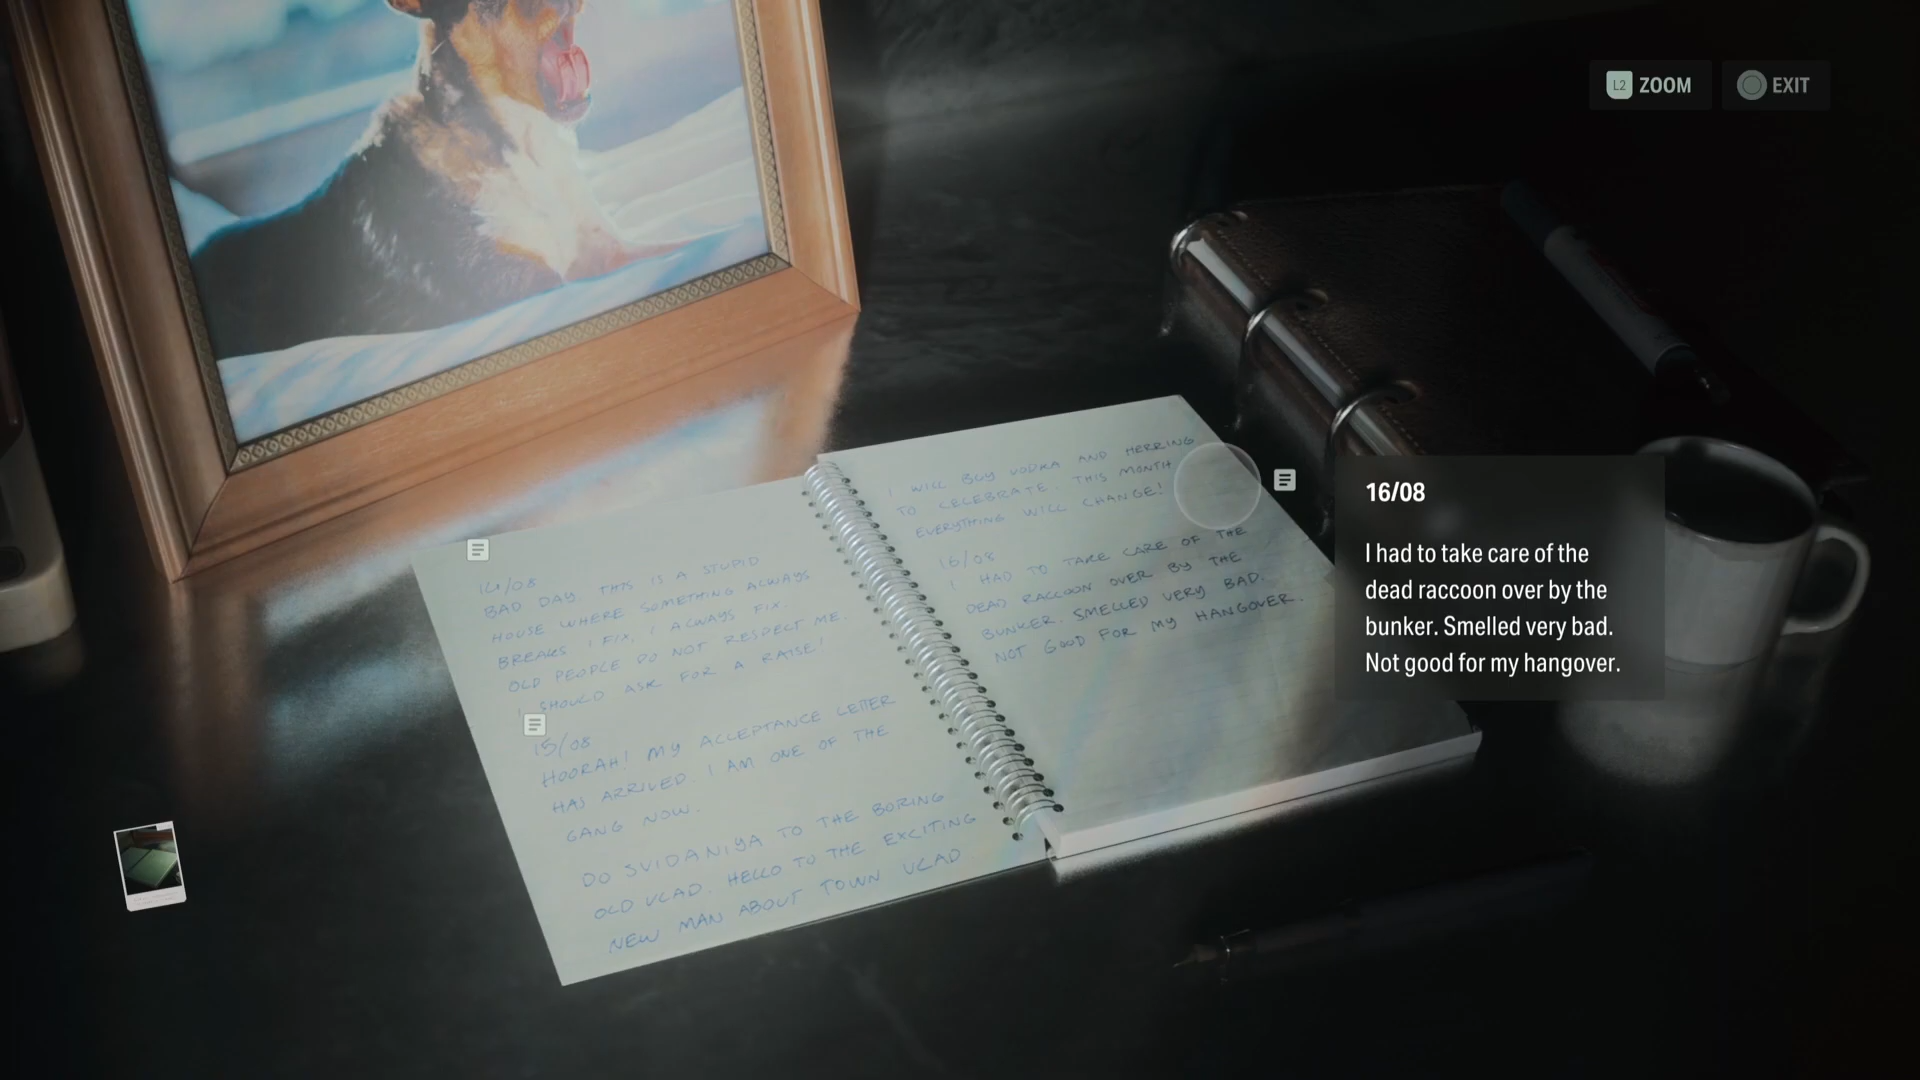 L2 ZOOM
EXIT
14/08
BAD DAY. THIS IS A STUPID
HOUSE WHERE SOMETHING ALWAYS
BREAKS I FIX, I ALWAYS FIX.
OLD PEOPLE DO NOT RESPECT ME.
I SHOULD ASK FOR A RAISE!
15/08
HOORAH! MY ACCEPTANCE LETTER
HAS ARRIVED. I AM ONE OF THE
GANG NOW.
DO SVIDANIYA TO THE BORING
OLD VLAD. HELLO TO THE EXCITING
NEW MAN ABOUT TOWN VLAD
I WILL BUY VODKA AND HERRING
TO CELEBRATE. THIS MONTH
EVERYTHING WILL CHANGE!
16/08
I HAD TO TAKE CARE OF THE
DEAD RACCOON OVER BY THE
BUNKER. SMELLED VERY BAD.
NOT GOOD FOR MY HANGOVER.
16/08
I had to take care of the
dead raccoon over by the
bunker. Smelled very bad.
Not good for my hangover.